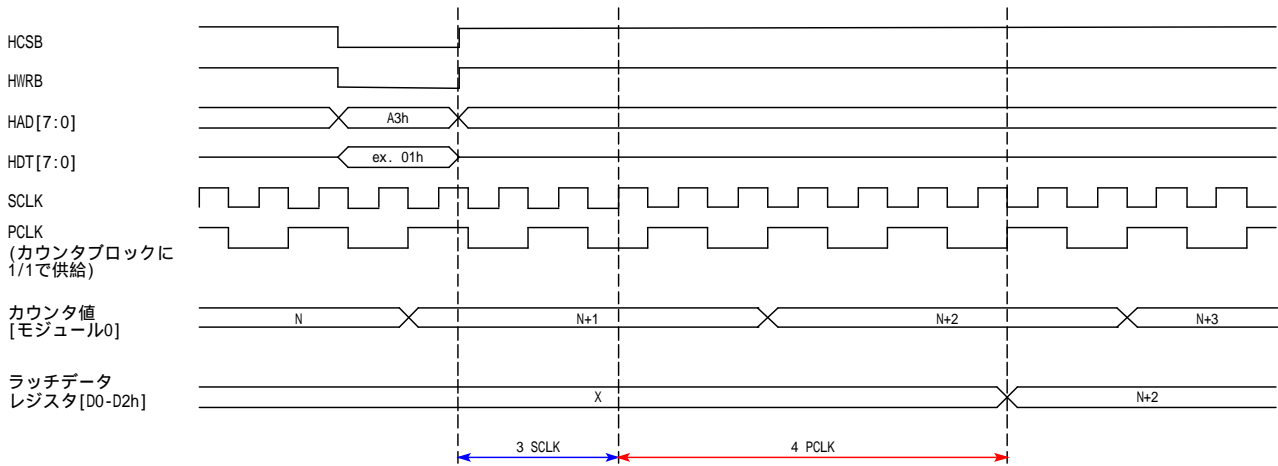 HCSB
HWRB
HAD[7:0]
A3h
HDT[7:0]
ex. 01h
SCLK
PCLK
(カウンタブロックに
1/1で供給)
カウンタ値
[モジュール0]
N
N+1
N+2
N+3
ラッチデータ
レジスタ[D0-D2h]
X
N+2
3 SCLK
4 PCLK